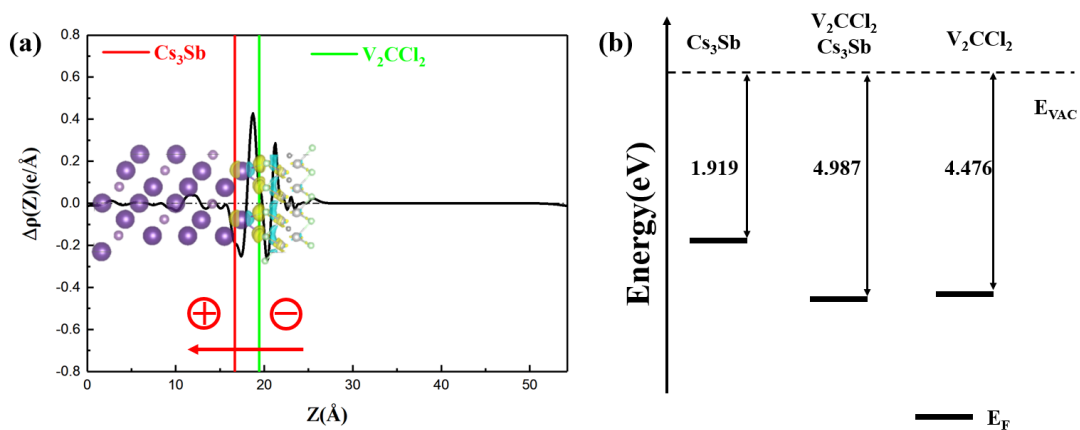 (a)
0.8
0.6
0.4
0.2
0.0
-0.2
-0.4
-0.6
-0.8
Δρ(Z)(e/Å)
Cs₃Sb
V₂CCl₂
+
−
0 10 20 30 40 50
Z(Å)
(b)
Energy(eV)
Cs₃Sb
V₂CCl₂
Cs₃Sb
V₂CCl₂
E_VAC
1.919
4.987
4.476
E_F